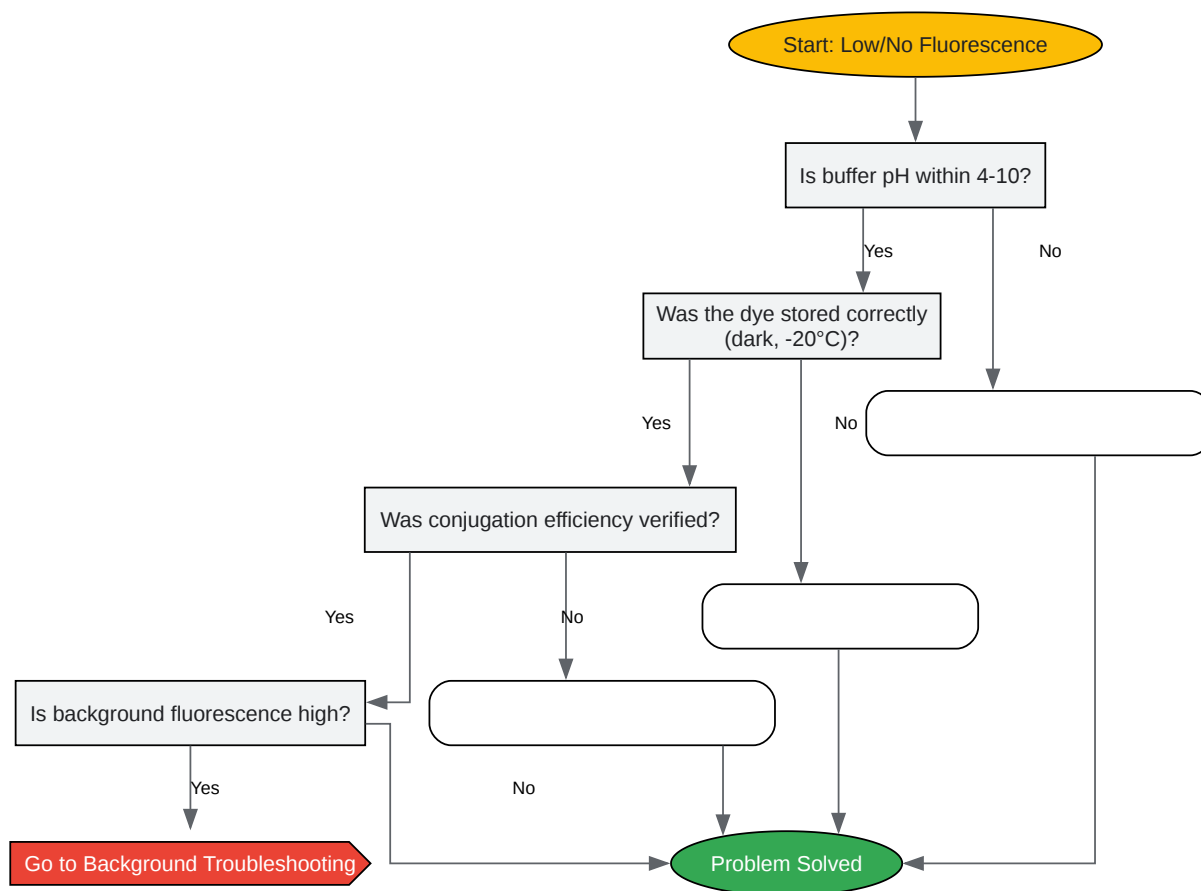 Start: Low/No Fluorescence
Is buffer pH within 4-10?
Yes
No
Was the dye stored correctly
(dark, -20°C)?
Yes
No
Was conjugation efficiency verified?
Yes
No
Is background fluorescence high?
Yes
No
Go to Background Troubleshooting
Problem Solved